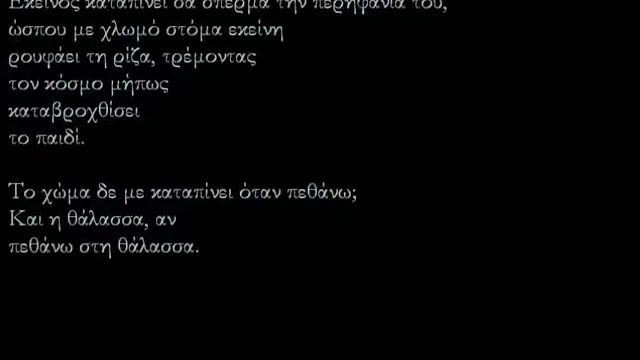 Εκείνος καταπίνει σα σπέρμα την περηφάνια του,
ώσπου με χλωμό στόμα εκείνη
ρουφάει τη ρίζα, τρέμοντας
τον κόσμο μήπως
καταβροχθίσει
το παιδί.
Το χώμα δε με καταπίνει όταν πεθάνω;
Και η θάλασσα, αν
πεθάνω στη θάλασσα.